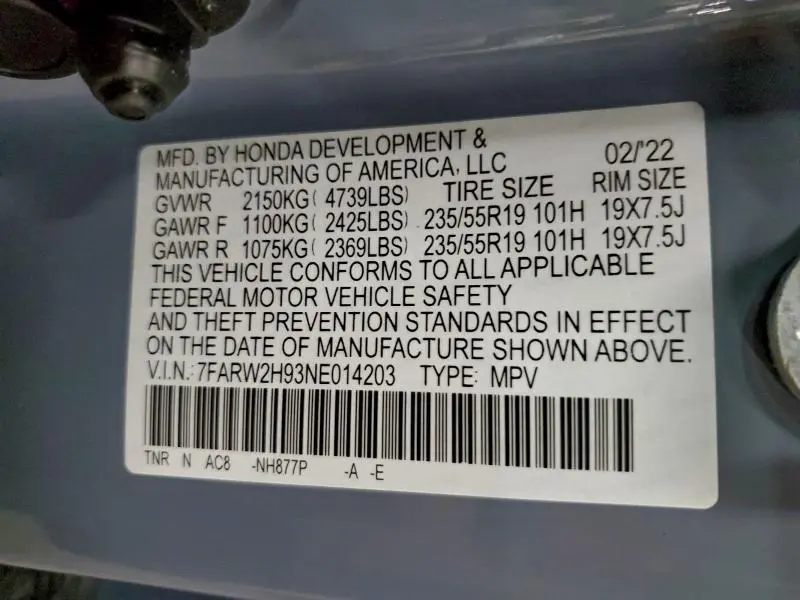 MFD. BY HONDA DEVELOPMENT &
MANUFACTURING OF AMERICA, LLC 02/'22
GVWR 2150KG( 4739LBS) TIRE SIZE RIM SIZE
GAWR F 1100KG( 2425LBS) 235/55R19 101H 19X7.5J
GAWR R 1075KG( 2369LBS) 235/55R19 101H 19X7.5J
THIS VEHICLE CONFORMS TO ALL APPLICABLE
FEDERAL MOTOR VEHICLE SAFETY
AND THEFT PREVENTION STANDARDS IN EFFECT
ON THE DATE OF MANUFACTURE SHOWN ABOVE.
V.I.N.:7FARW2H93NE014203 TYPE: MPV
TNR N AC8 -NH877P -A -E